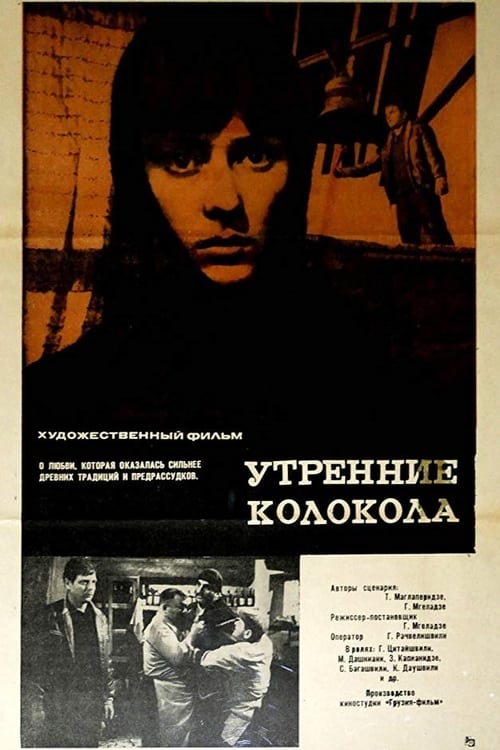 ХУДОЖЕСТВЕННЫЙ ФИЛЬМ
О ЛЮБВИ, КОТОРАЯ ОКАЗАЛАСЬ СИЛЬНЕЕ
ДРЕВНИХ ТРАДИЦИЙ И ПРЕДРАССУДКОВ.
УТРЕННИЕ
КОЛОКОЛА
Авторы сценария:
Т. Маглаперидзе,
Г. Мгеладзе
Режиссер-постановщик
Г. Мгеладзе
Оператор Г. Рачвелишвили
В ролях: Г. Цитайшвили,
М. Дашниани, З. Капианидзе,
С. Багашвили, К. Даушвили
и др.
Производство
киностудии «Грузия-фильм»